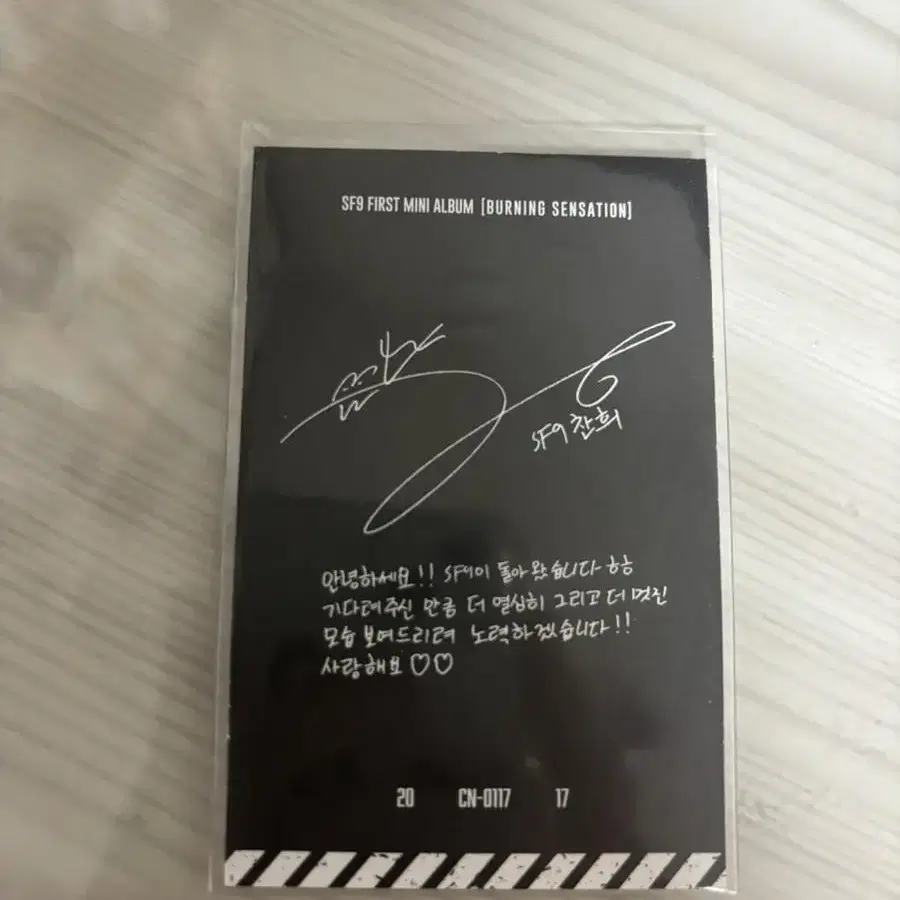 SF9 FIRST MINI ALBUM [BURNING SENSATION]
SF9 찬희
안녕하세요!! SF9이 돌아왔습니다 ㅎㅎ
기다려주신 만큼 더 열심히 그리고 더 멋진
모습 보여드리려 노력하겠습니다!!
사랑해요 ♡♡
20 CN-0117 17